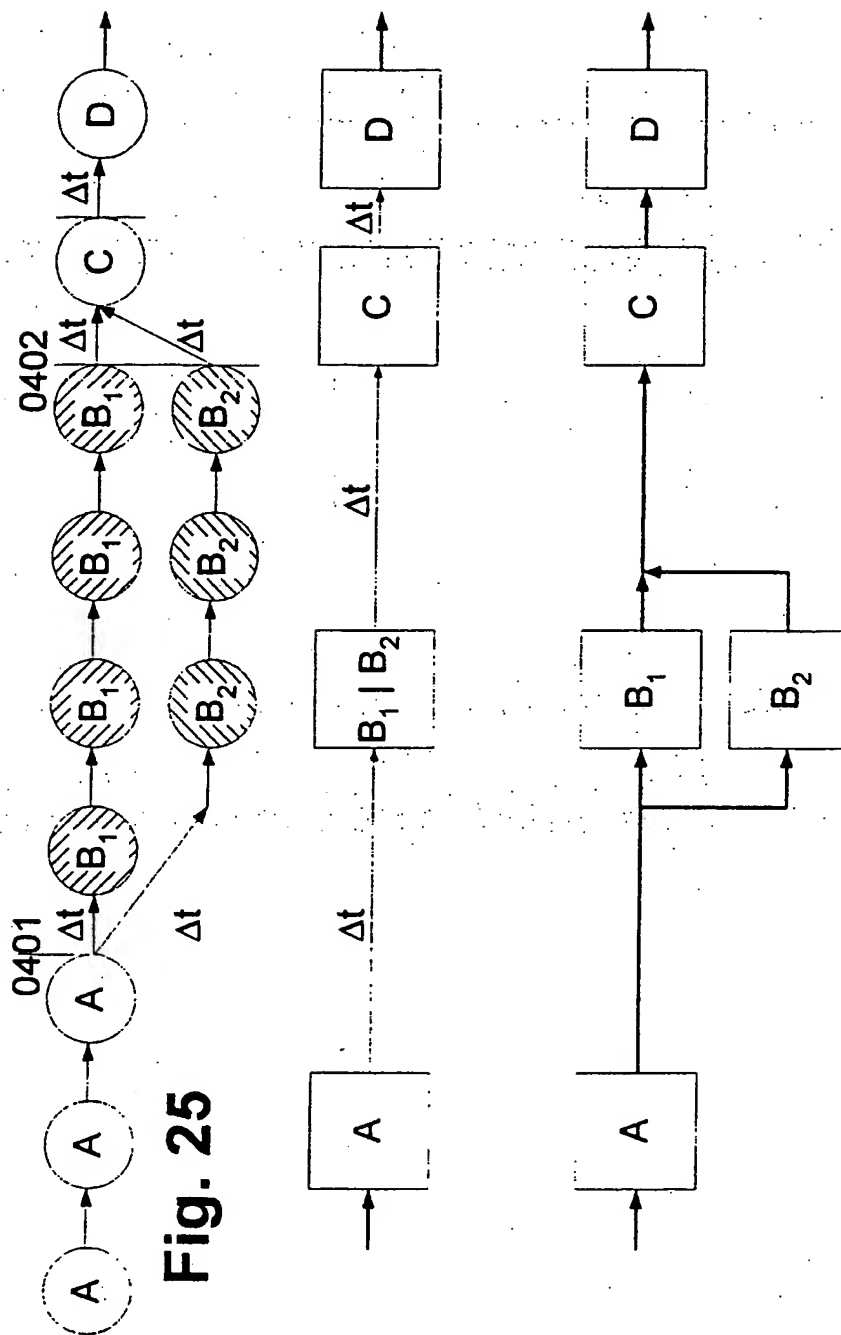 0401
0402
A
A
A
Δt
B₁
B₁
B₁
B₁
Δt
C
Δt
D
Δt
B₂
B₂
B₂
Δt
Fig. 25
A
Δt
B₁ | B₂
Δt
C
Δt
D
A
B₁
C
D
B₂